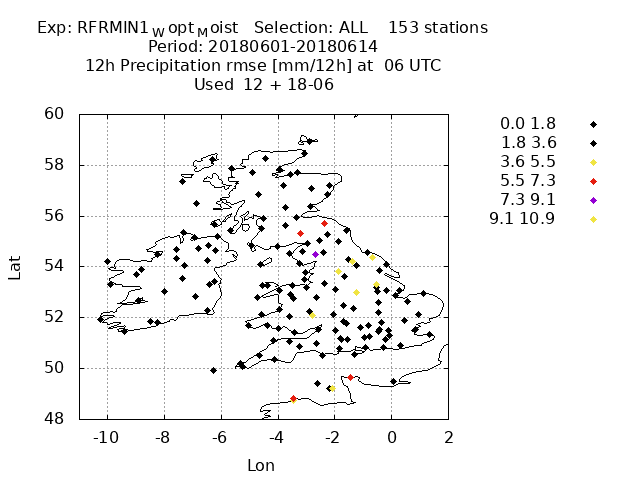 Exp: RFRMIN1WoptMoist   Selection: ALL    153 stations
Period: 20180601-20180614
12h Precipitation rmse [mm/12h] at  06 UTC
Used  12 + 18-06
0.0 1.8
1.8 3.6
3.6 5.5
5.5 7.3
7.3 9.1
9.1 10.9
60
58
56
54
52
50
48
Lat
-10 -8 -6 -4 -2 0 2
Lon